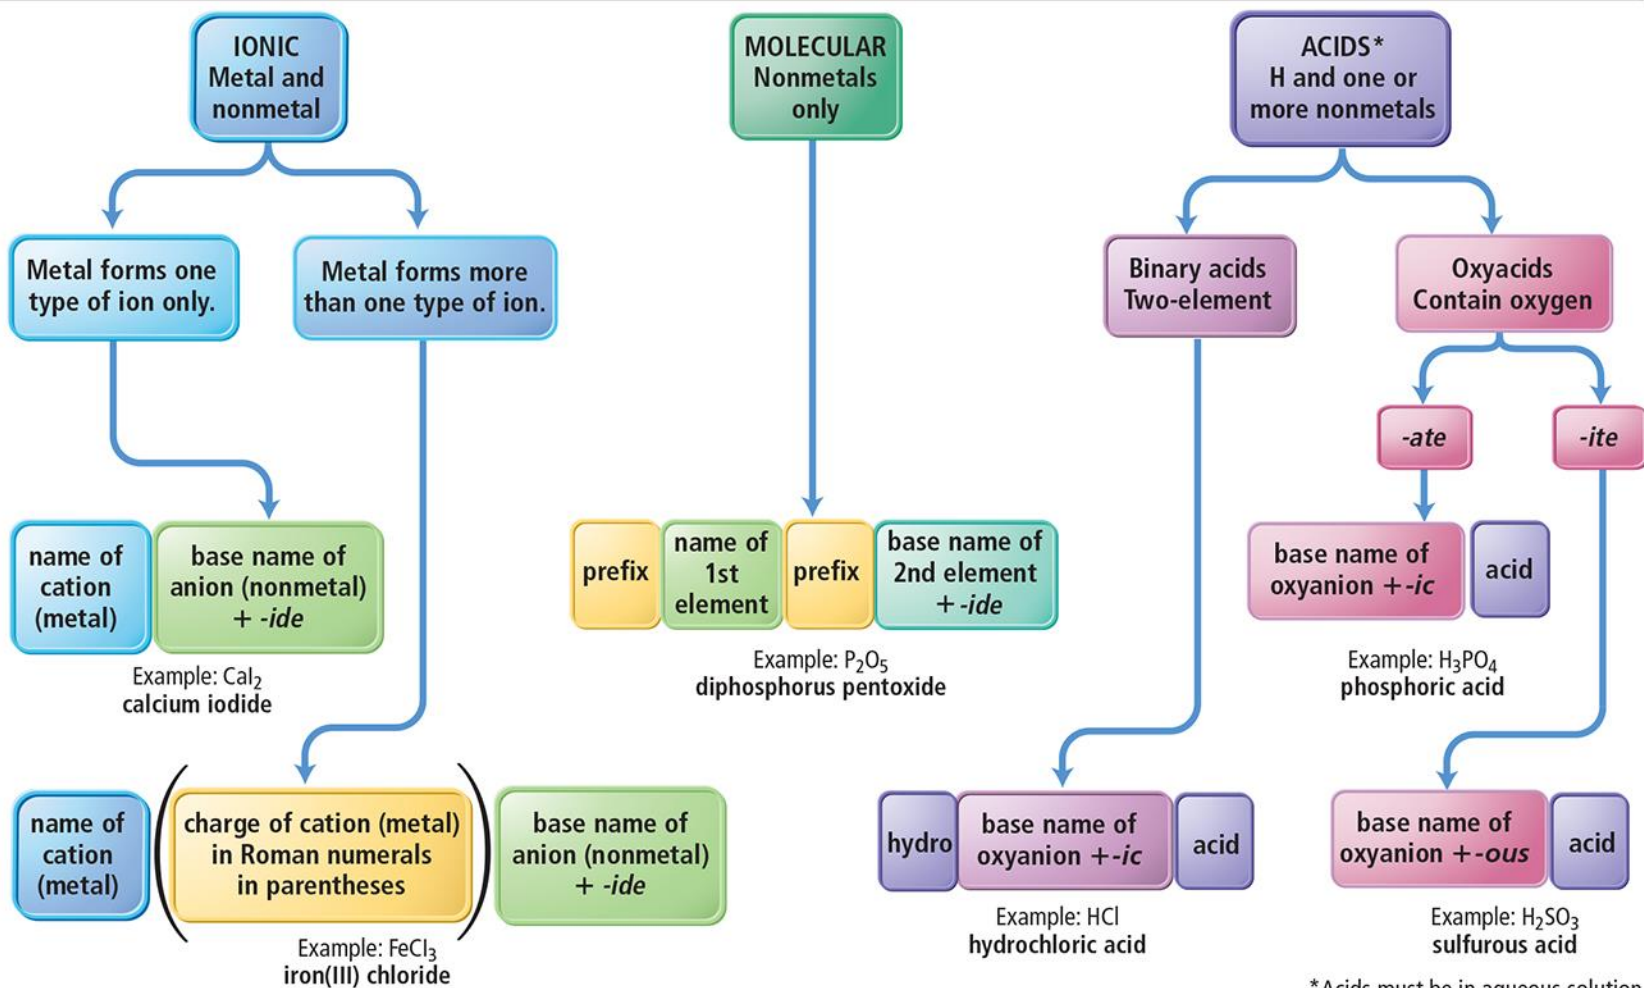 IONIC
Metal and
nonmetal
MOLECULAR
Nonmetals
only
ACIDS*
H and one or
more nonmetals
Metal forms one
type of ion only.
Metal forms more
than one type of ion.
Binary acids
Two-element
Oxyacids
Contain oxygen
-ate
-ite
name of
cation
(metal)
base name of
anion (nonmetal)
+ -ide
Example: CaI₂
calcium iodide
prefix
name of
1st
element
prefix
base name of
2nd element
+ -ide
Example: P₂O₅
diphosphorus pentoxide
base name of
oxyanion + -ic
acid
Example: H₃PO₄
phosphoric acid
name of
cation
(metal)
(
charge of cation (metal)
in Roman numerals
in parentheses
)
base name of
anion (nonmetal)
+ -ide
Example: FeCl₃
iron(III) chloride
hydro
base name of
oxyanion + -ic
acid
Example: HCl
hydrochloric acid
base name of
oxyanion + -ous
acid
Example: H₂SO₃
sulfurous acid
*Acids must be in aqueous solution